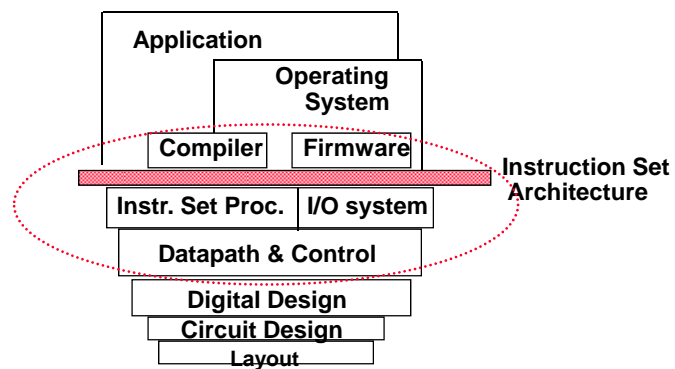 Application
Operating
System
Compiler
Firmware
Instruction Set
Architecture
Instr. Set Proc.
I/O system
Datapath & Control
Digital Design
Circuit Design
Layout